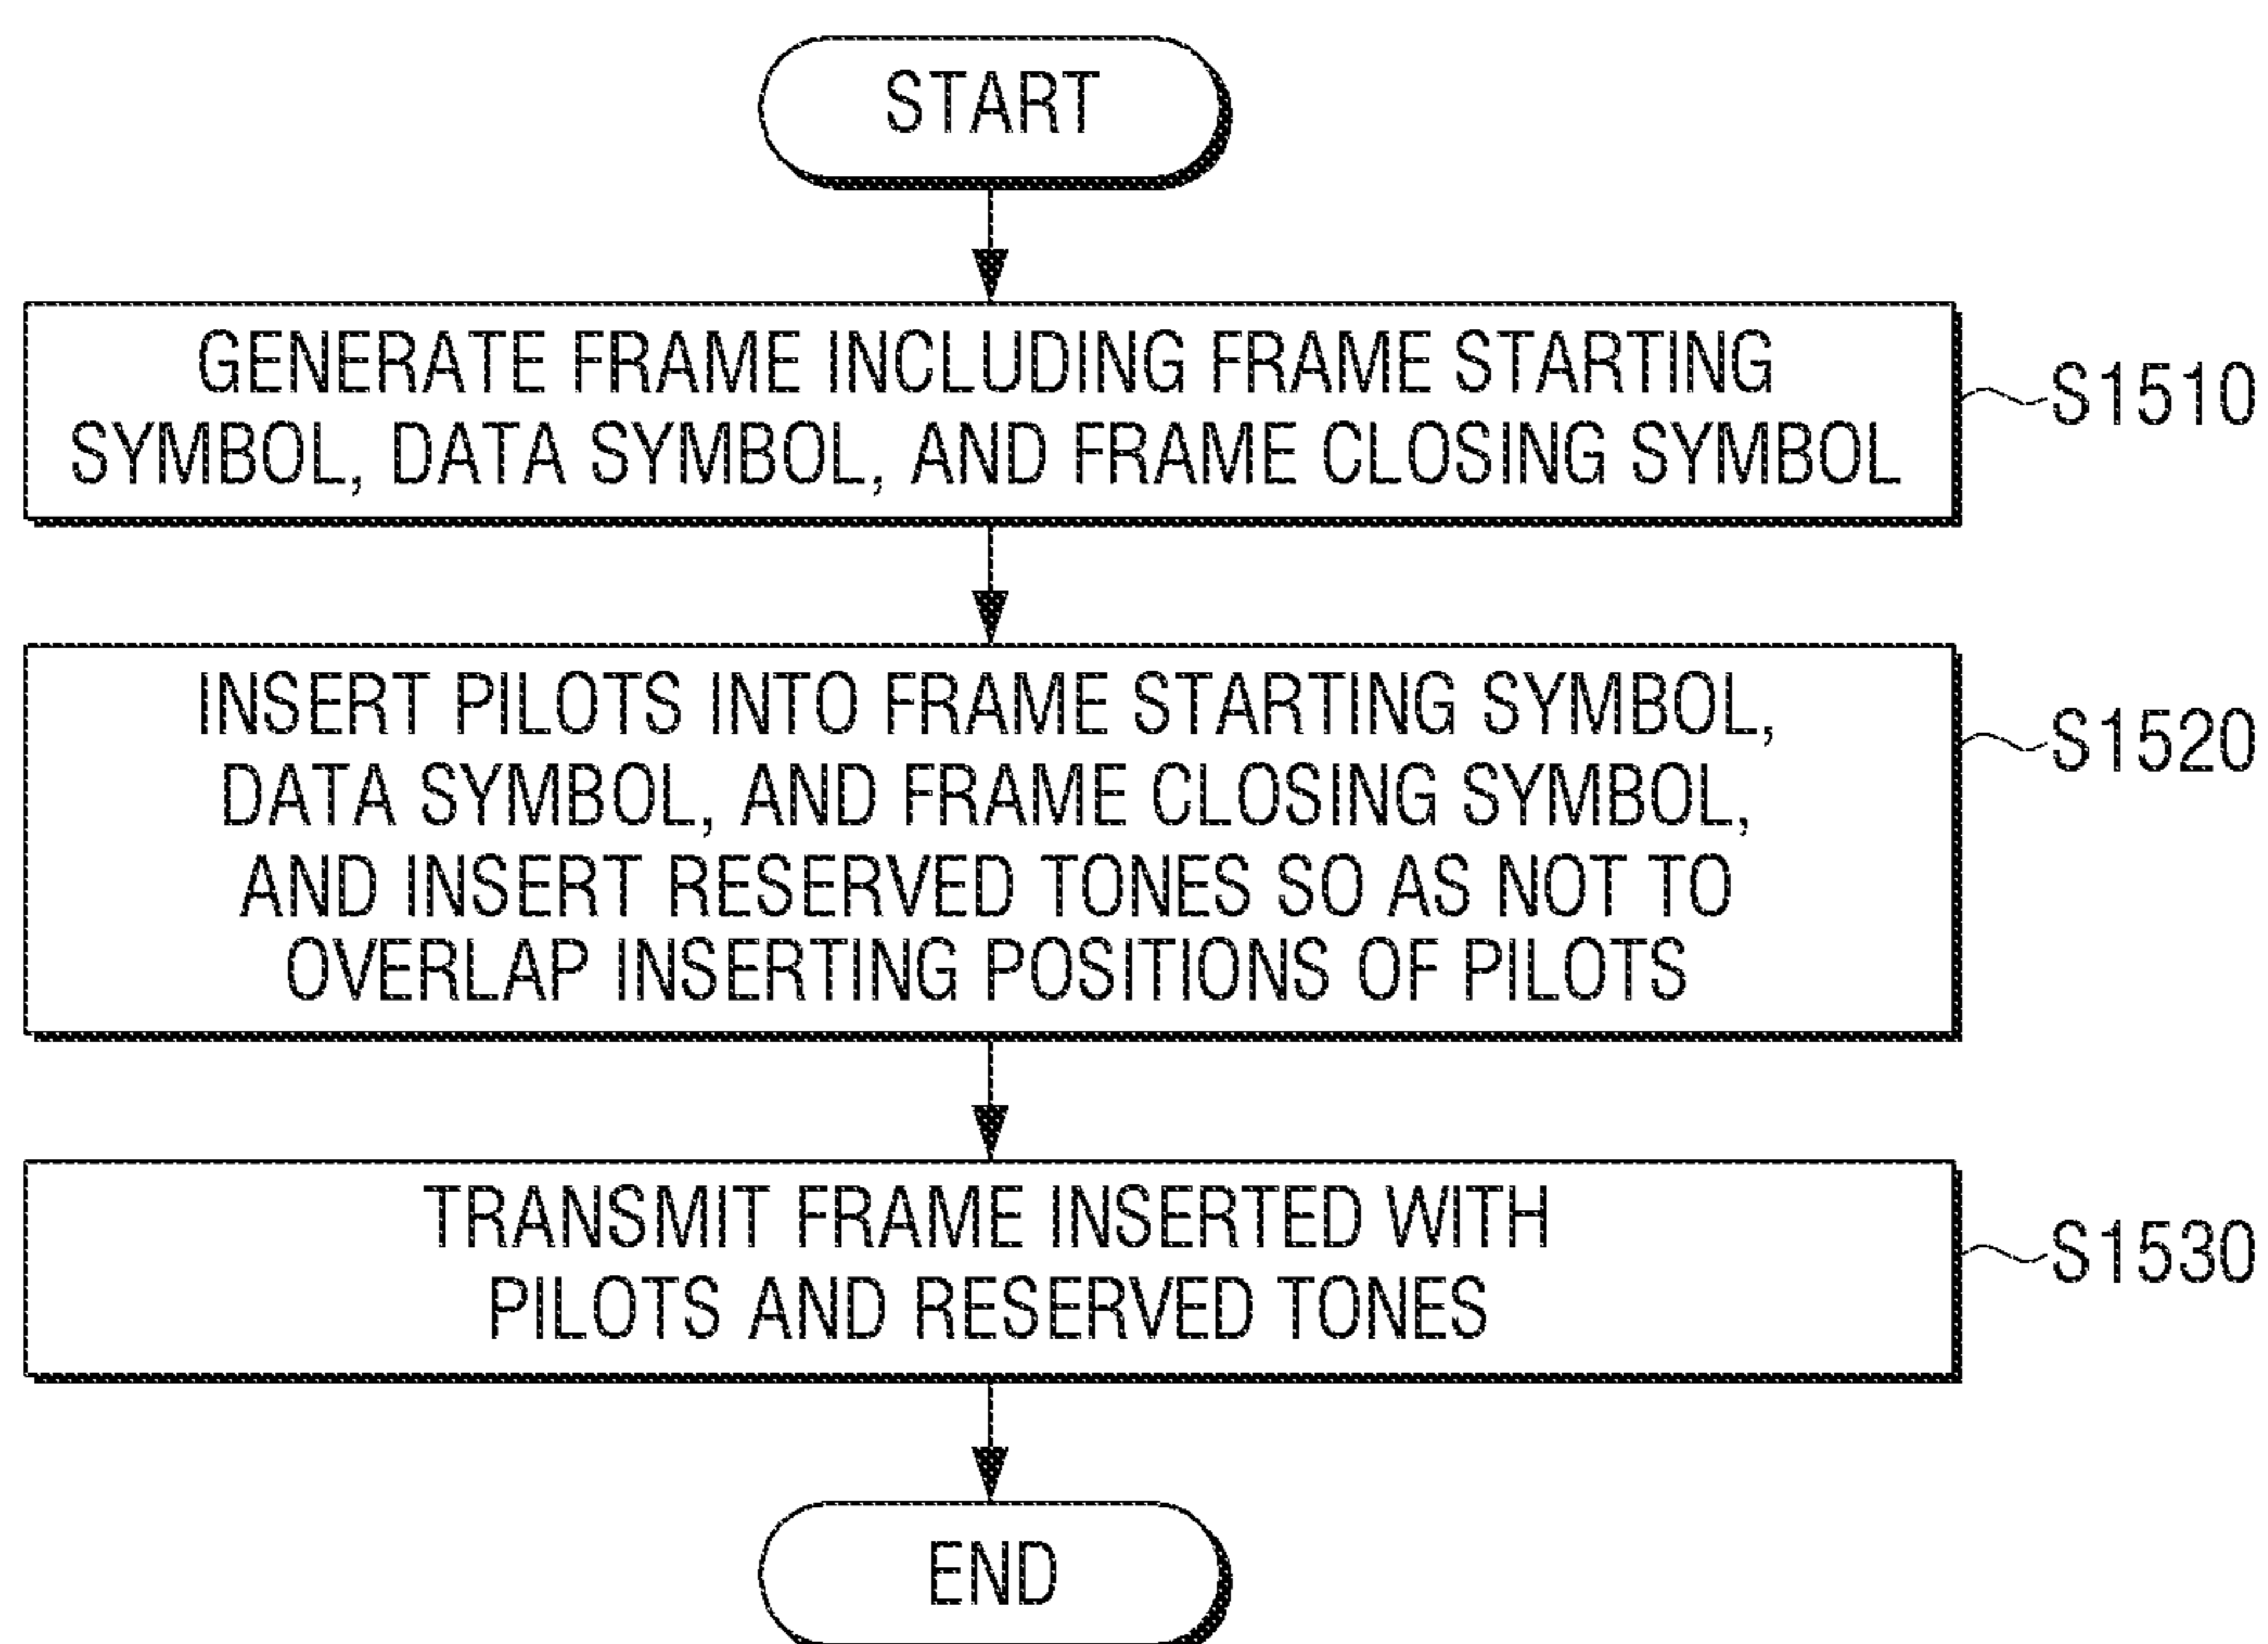 START
GENERATE FRAME INCLUDING FRAME STARTING
SYMBOL, DATA SYMBOL, AND FRAME CLOSING SYMBOL
S1510
INSERT PILOTS INTO FRAME STARTING SYMBOL,
DATA SYMBOL, AND FRAME CLOSING SYMBOL,
AND INSERT RESERVED TONES SO AS NOT TO
OVERLAP INSERTING POSITIONS OF PILOTS
S1520
TRANSMIT FRAME INSERTED WITH
PILOTS AND RESERVED TONES
S1530
END